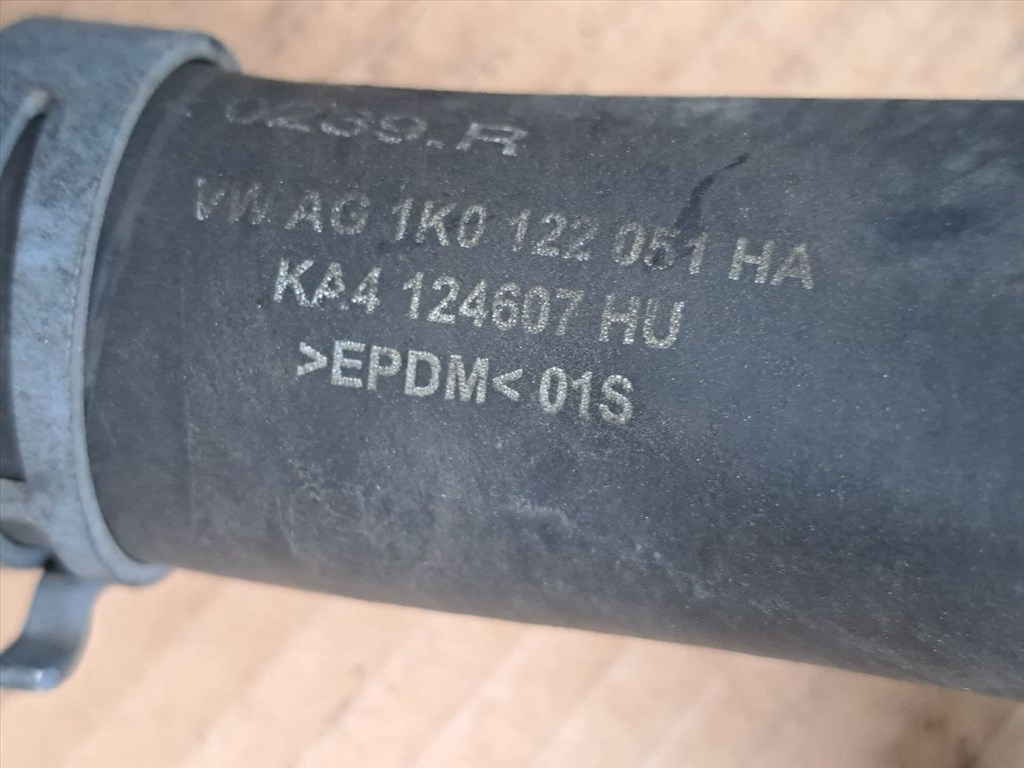 0239.R
VW AG 1K0 122 051 HA
KA4 124607 HU
>EPDM< 01S